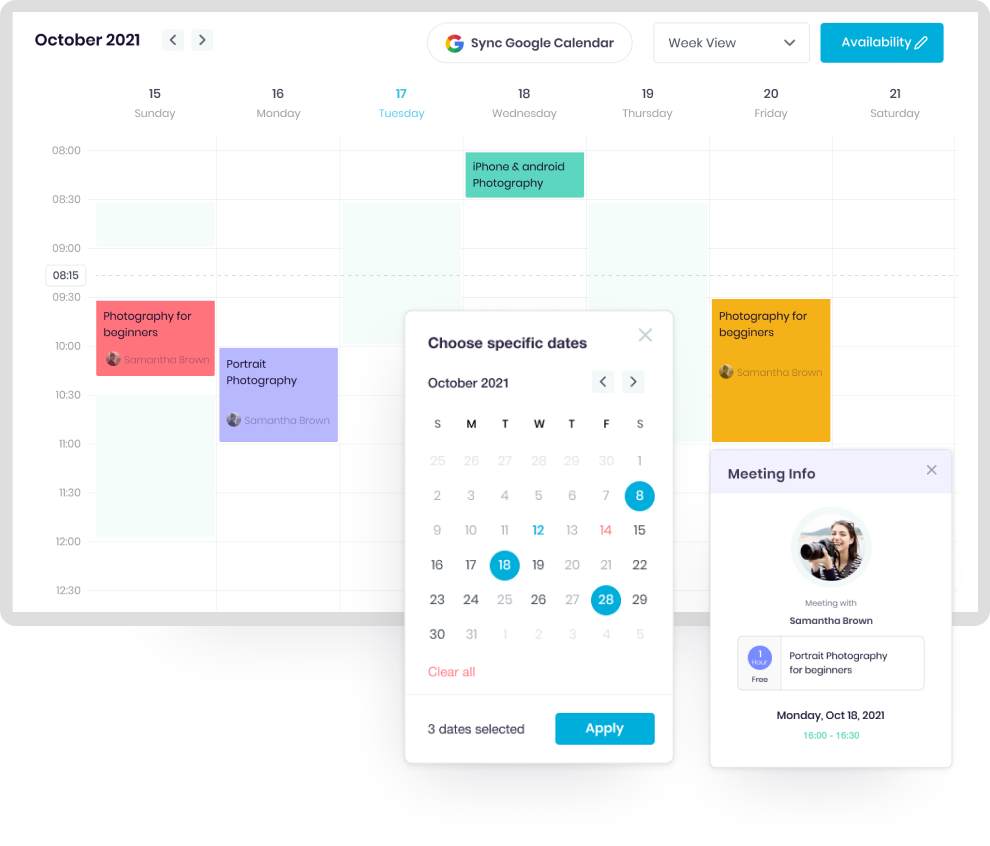 October 2021
Sync Google Calendar
Week View
Availability
15 16 17 18 19 20 21
Sunday Monday Tuesday Wednesday Thursday Friday Saturday
08:00
iPhone & android
Photography
08:30
09:00
08:15
09:30
Photography for
beginners
Samantha Brown
Photography for
begginers
Samantha Brown
10:00
Portrait
Photography
Samantha Brown
10:30
11:00
11:30
12:00
12:30
Choose specific dates
October 2021
S M T W T F S
25 26 27 28 29 30 1
2 3 4 5 6 7 8
9 10 11 12 13 14 15
16 17 18 19 20 21 22
23 24 25 26 27 28 29
30 31 1 2 3 4 5
Clear all
3 dates selected
Apply
Meeting Info
Meeting with
Samantha Brown
1
Hour
Free
Portrait Photography
for beginners
Monday, Oct 18, 2021
16:00 - 16:30